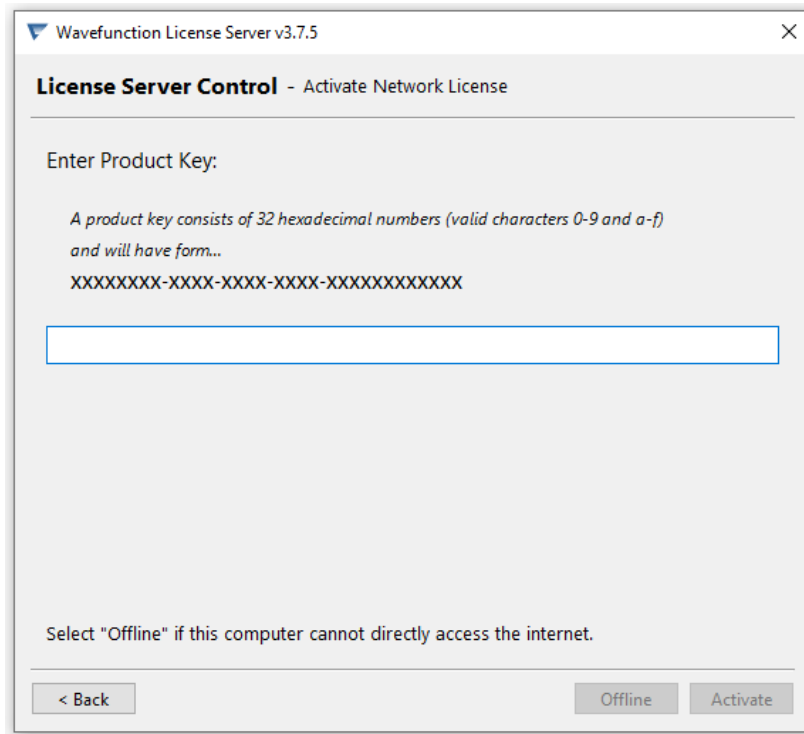 Wavefunction License Server v3.7.5
License Server Control - Activate Network License
Enter Product Key:
A product key consists of 32 hexadecimal numbers (valid characters 0-9 and a-f)
and will have form...
XXXXXXXX-XXXX-XXXX-XXXX-XXXXXXXXXXXX
Select "Offline" if this computer cannot directly access the internet.
< Back Offline Activate